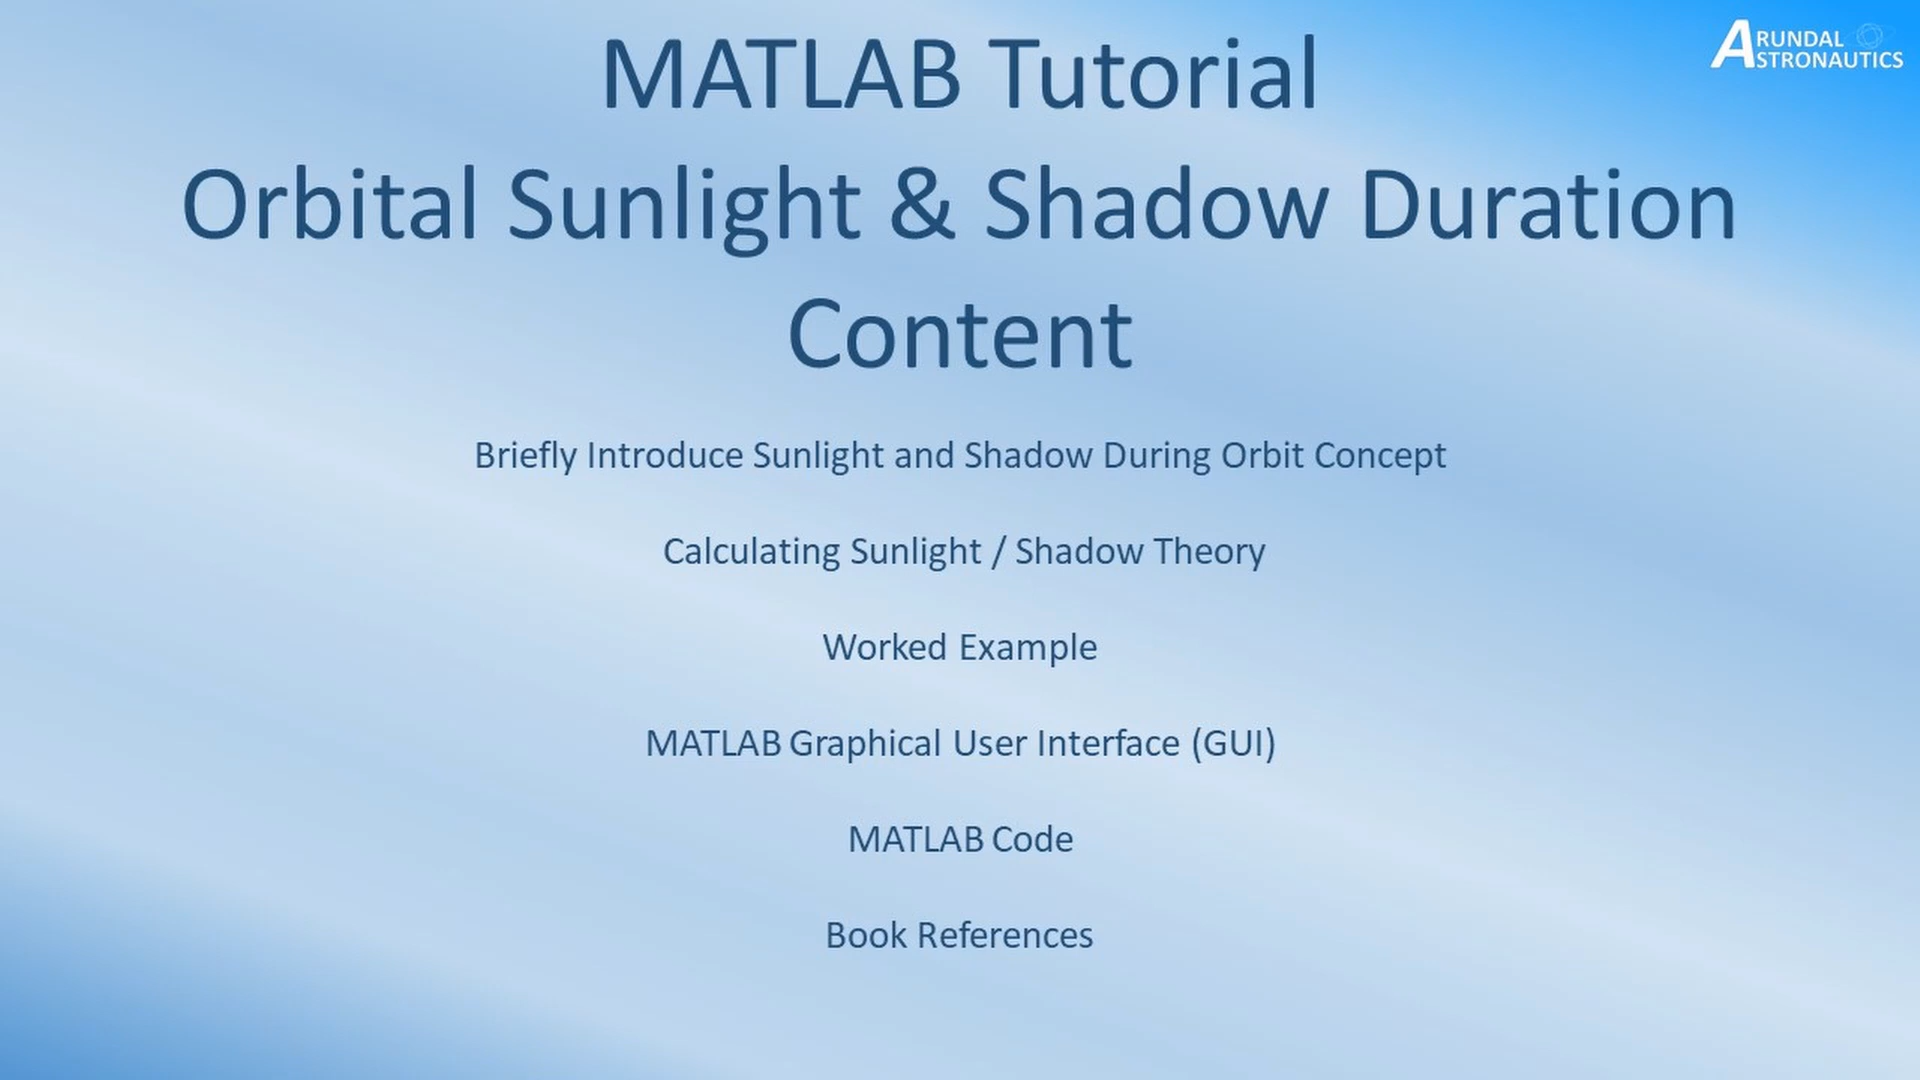 MATLAB Tutorial
Orbital Sunlight & Shadow Duration
Content
ARUNDAL
ASTRONAUTICS
Briefly Introduce Sunlight and Shadow During Orbit Concept
Calculating Sunlight / Shadow Theory
Worked Example
MATLAB Graphical User Interface (GUI)
MATLAB Code
Book References